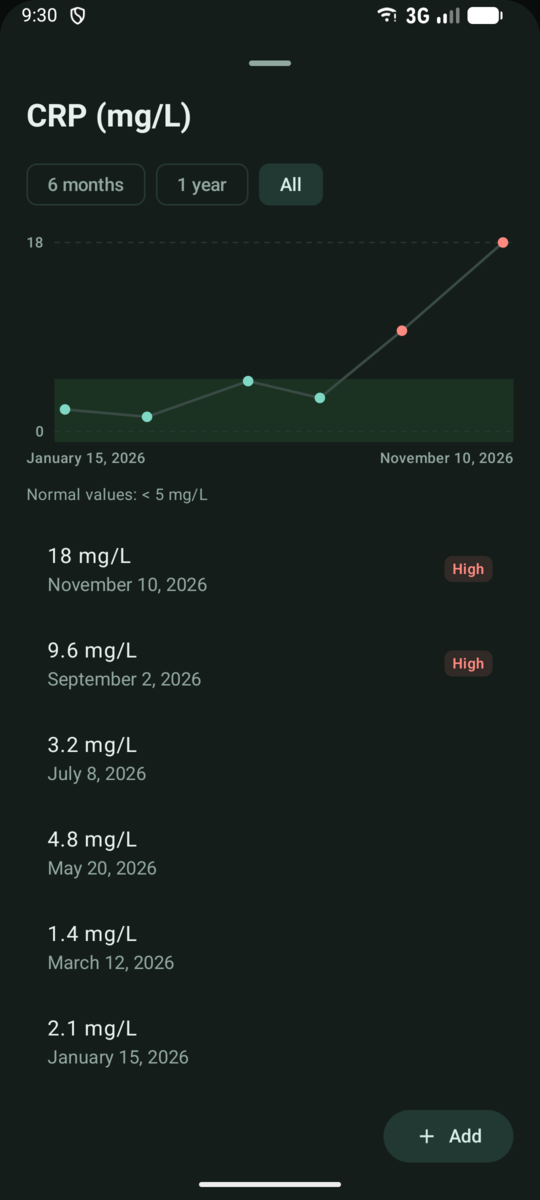 9:30
3G
CRP (mg/L)
6 months
1 year
All
18
0
January 15, 2026
November 10, 2026
Normal values: < 5 mg/L
18 mg/L
November 10, 2026
High
9.6 mg/L
September 2, 2026
High
3.2 mg/L
July 8, 2026
4.8 mg/L
May 20, 2026
1.4 mg/L
March 12, 2026
2.1 mg/L
January 15, 2026
+ Add